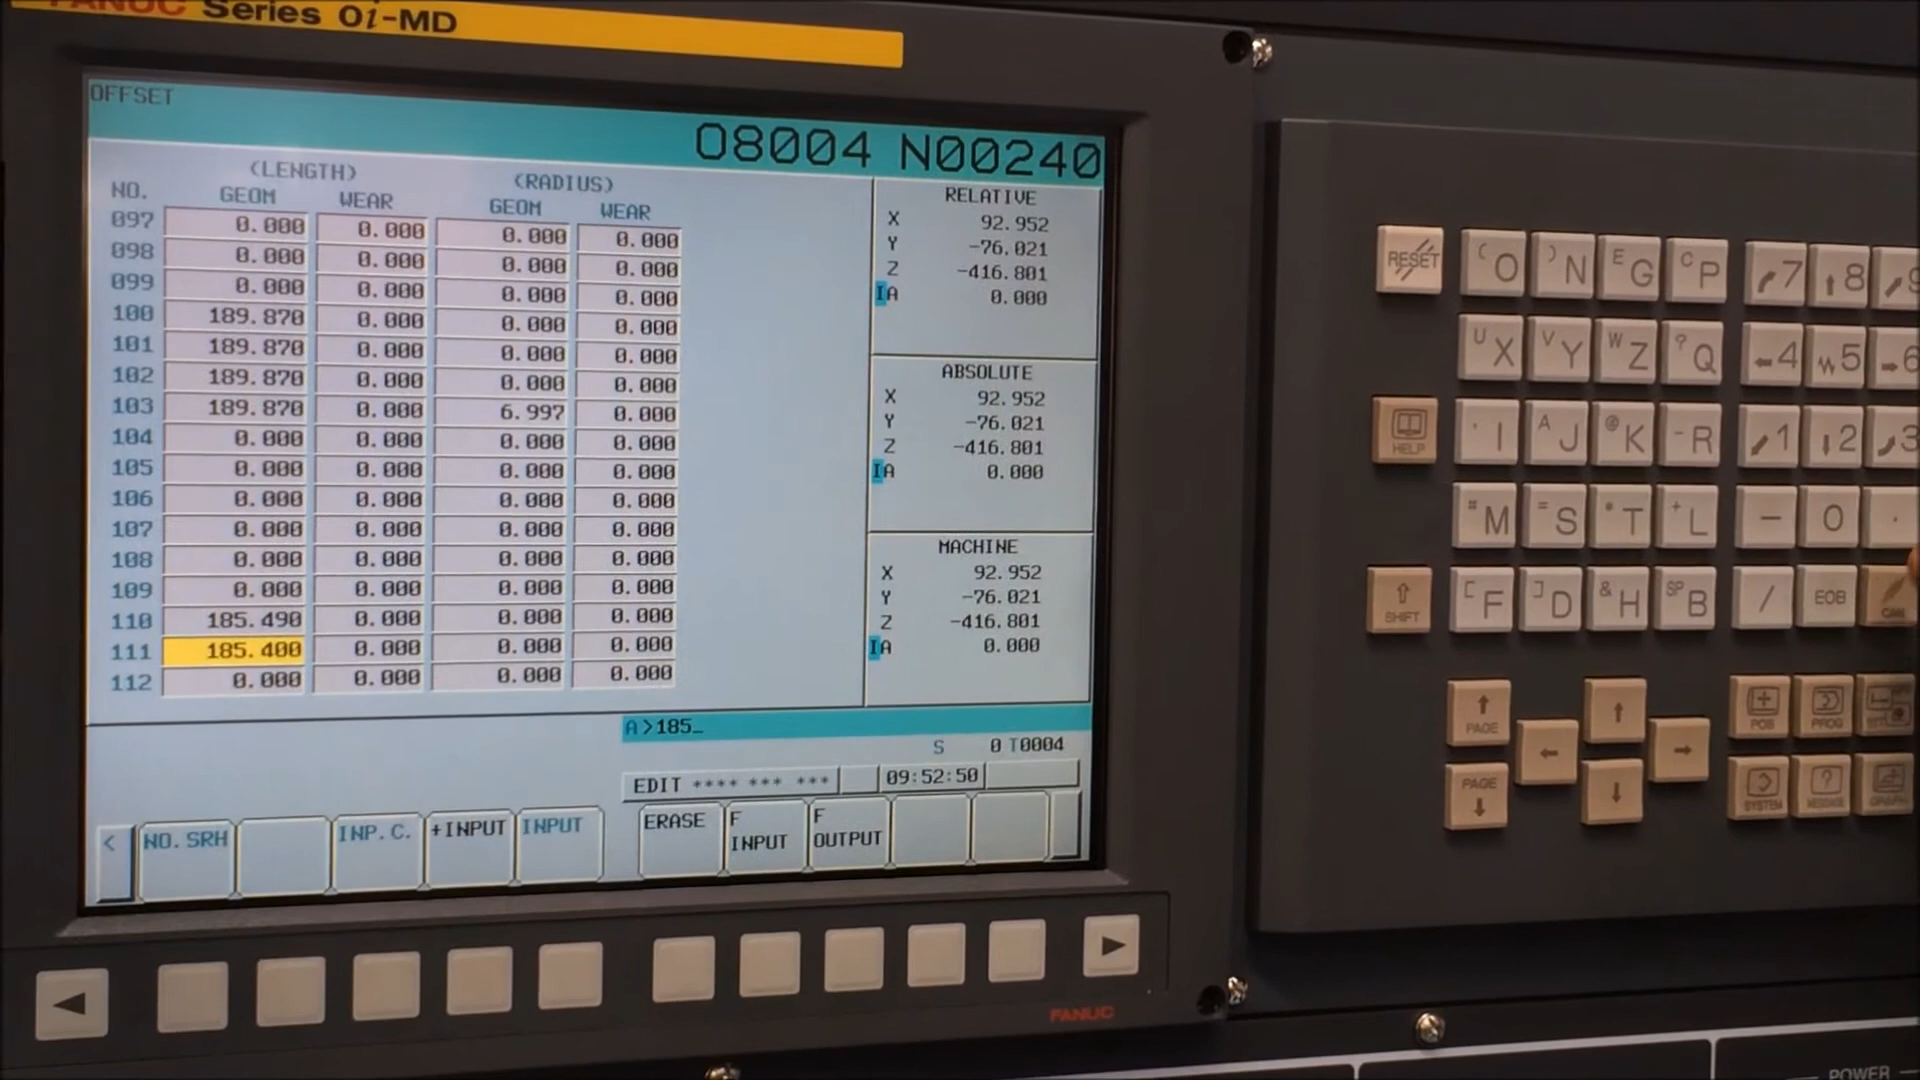 FANUC Series 0i-MD
OFFSET
O8004 N00240
(LENGTH) (RADIUS)
NO. GEOM WEAR GEOM WEAR
097 0.000 0.000 0.000 0.000
098 0.000 0.000 0.000 0.000
099 0.000 0.000 0.000 0.000
100 189.870 0.000 0.000 0.000
101 189.870 0.000 0.000 0.000
102 189.870 0.000 0.000 0.000
103 189.870 0.000 6.997 0.000
104 0.000 0.000 0.000 0.000
105 0.000 0.000 0.000 0.000
106 0.000 0.000 0.000 0.000
107 0.000 0.000 0.000 0.000
108 0.000 0.000 0.000 0.000
109 0.000 0.000 0.000 0.000
110 185.490 0.000 0.000 0.000
111 185.400 0.000 0.000 0.000
112 0.000 0.000 0.000 0.000
RELATIVE
X 92.952
Y -76.021
Z -416.801
IA 0.000
ABSOLUTE
X 92.952
Y -76.021
Z -416.801
IA 0.000
MACHINE
X 92.952
Y -76.021
Z -416.801
IA 0.000
A>185_
S 0 T0004
EDIT **** *** *** 09:52:50
< NO.SRH INP.C. +INPUT INPUT ERASE F INPUT F OUTPUT
FANUC
RESET ( O ) N E G C P 7 8 9
U X V Y W Z ? Q 4 5 6
HELP I A J @ K - R 1 2 3
# M = S * T + L - 0 .
SHIFT [ F ] D & H SP B / EOB CAN
PAGE POS PROG
PAGE SYSTEM ? MESSAGE GRAPH
POWER